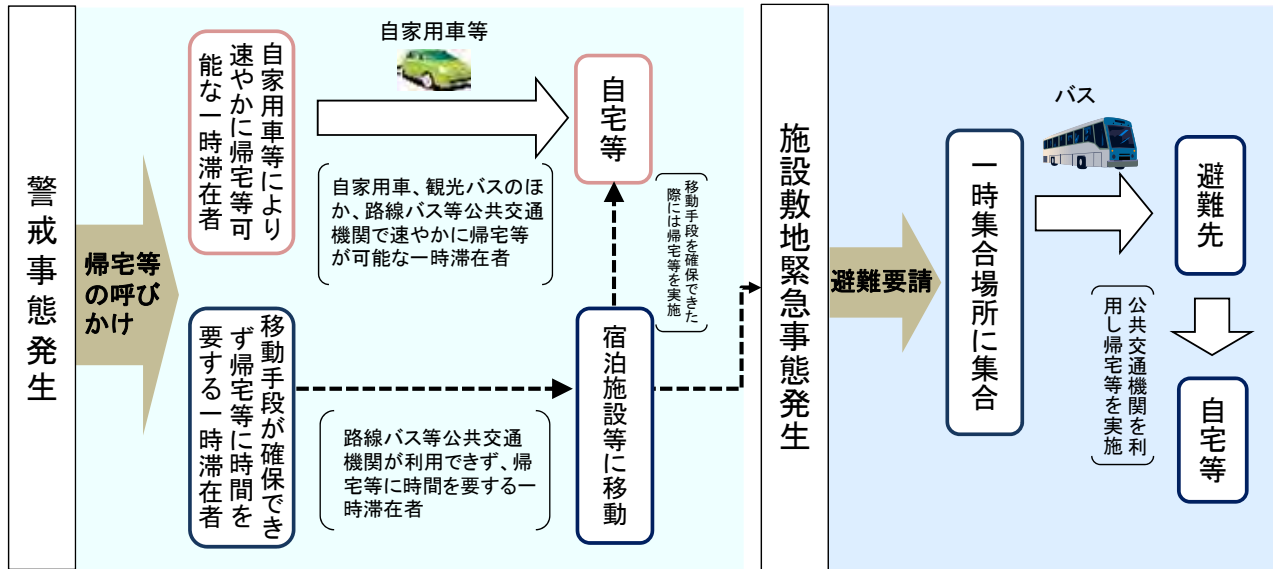 警戒事態発生
帰宅等
の呼び
かけ
自家用車等により
速やかに帰宅等可
能な一時滞在者
自家用車等
自宅等
自家用車、観光バスのほ
か、路線バス等公共交通
機関で速やかに帰宅等
が可能な一時滞在者
移動手段を確保できた
際には帰宅等を実施
移動手段が確保でき
ず帰宅等に時間を
要する一時滞在者
路線バス等公共交通
機関が利用できず、帰
宅等に時間を要する一
時滞在者
宿泊施設等に移動
施設敷地緊急事態発生
避難要請
一時集合場所に集合
バス
避難先
公共交通機関を利
用し帰宅等を実施
自宅等